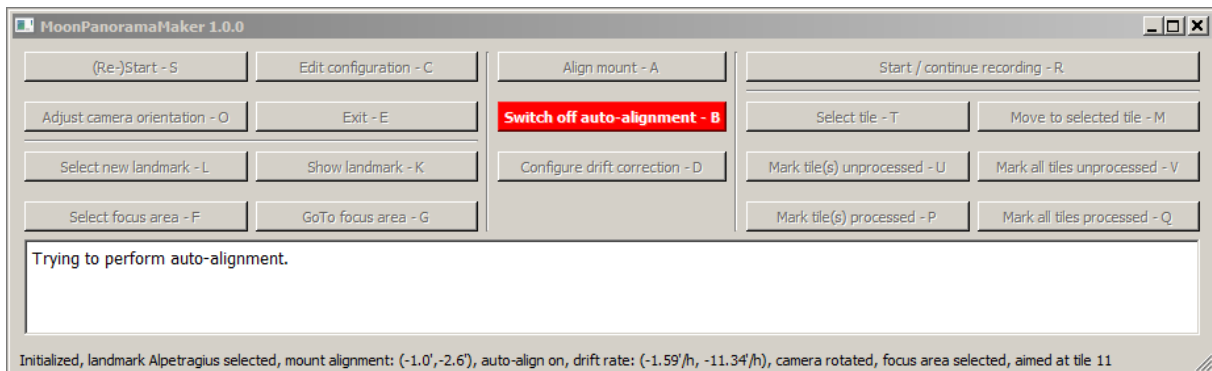 MoonPanoramaMaker 1.0.0
(Re-)Start - S
Edit configuration - C
Align mount - A
Start / continue recording - R
Adjust camera orientation - O
Exit - E
Switch off auto-alignment - B
Select tile - T
Move to selected tile - M
Select new landmark - L
Show landmark - K
Configure drift correction - D
Mark tile(s) unprocessed - U
Mark all tiles unprocessed - V
Select focus area - F
GoTo focus area - G
Mark tile(s) processed - P
Mark all tiles processed - Q
Trying to perform auto-alignment.
Initialized, landmark Alpetragius selected, mount alignment: (-1.0',-2.6'), auto-align on, drift rate: (-1.59'/h, -11.34'/h), camera rotated, focus area selected, aimed at tile 11